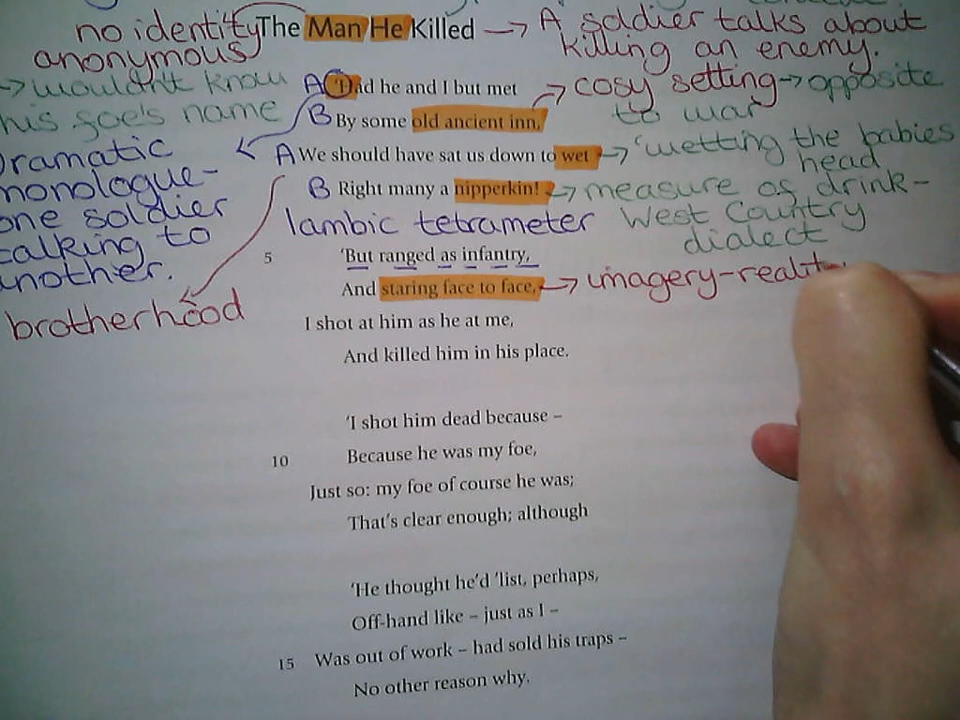 no identity The Man He Killed → A soldier talks about
anonymous killing an enemy.
→ wouldn't know A 'Had he and I but met → cosy setting → opposite
his foe's name B By some old ancient inn, to war
Dramatic A We should have sat us down to wet → 'wetting the babies
head
monologue- B Right many a nipperkin! → measure of drink-
one soldier Iambic tetrameter West Country
talking to dialect
another. 5 'But ranged as infantry,
And staring face to face, → imagery-realit
brotherhood I shot at him as he at me,
And killed him in his place.
'I shot him dead because –
10 Because he was my foe,
Just so: my foe of course he was;
That's clear enough; although
'He thought he'd 'list, perhaps,
Off-hand like – just as I –
15 Was out of work – had sold his traps –
No other reason why.